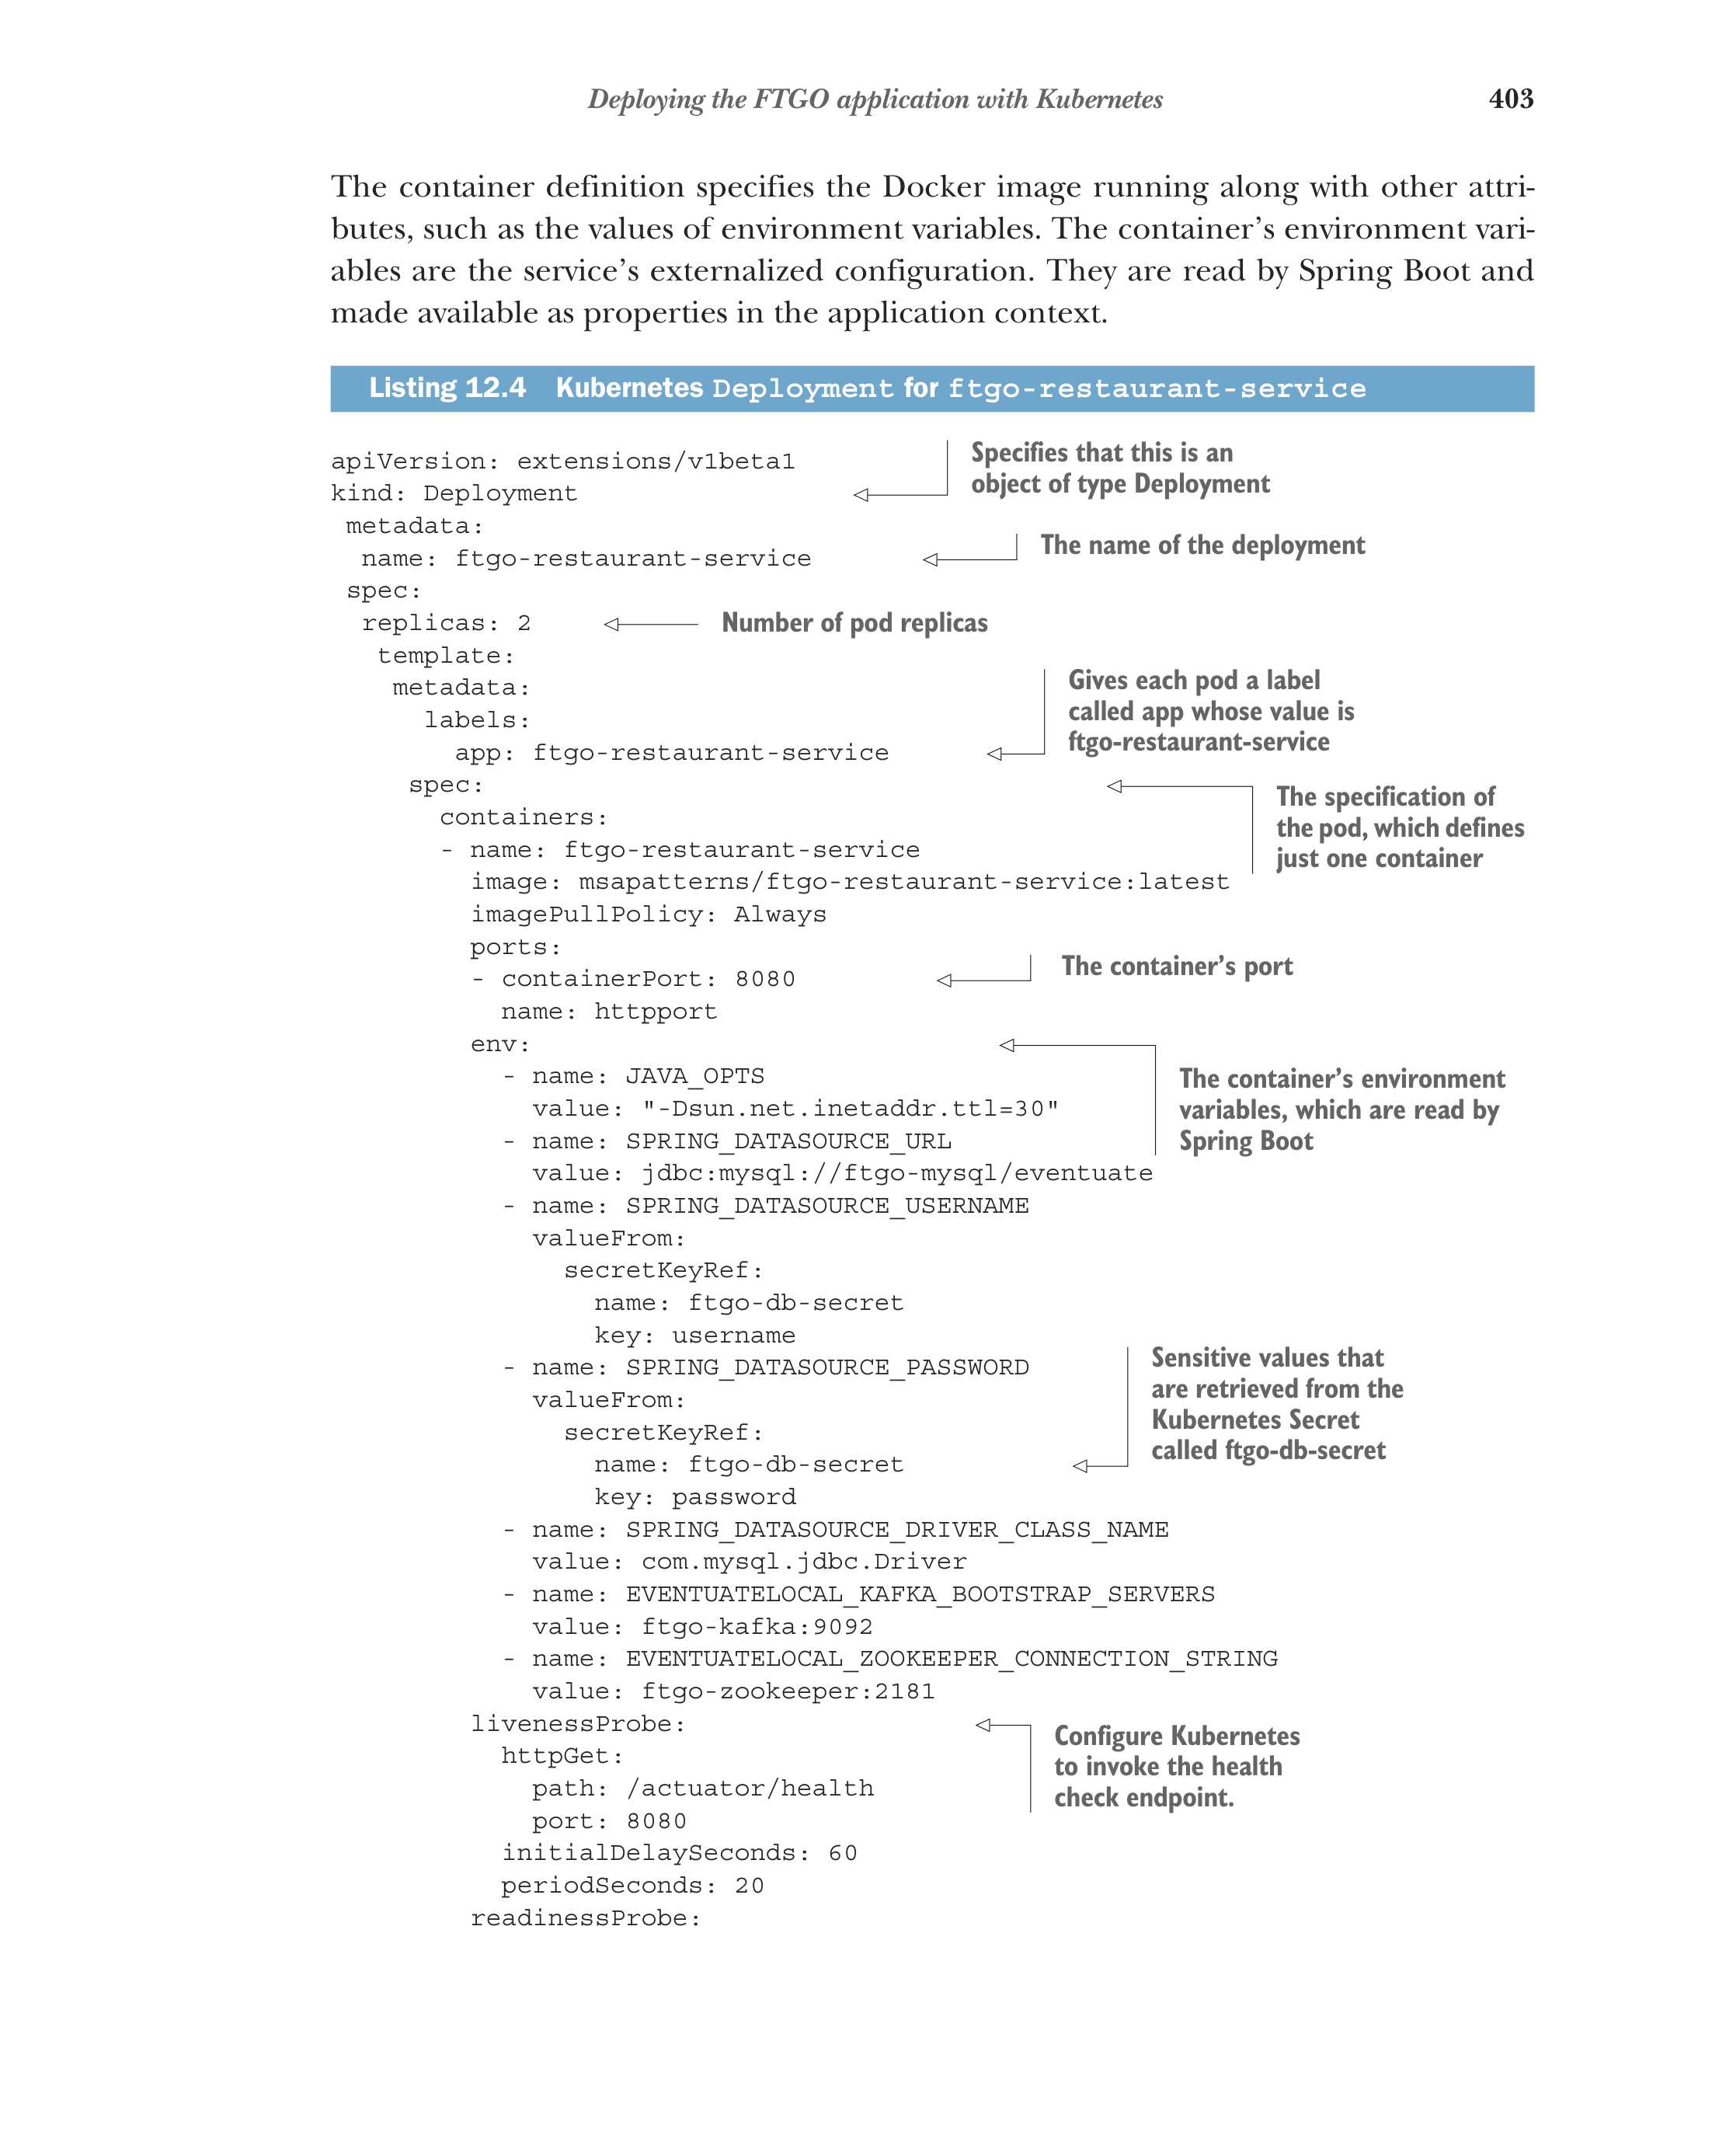 Deploying the FTGO application with Kubernetes 403
The container definition specifies the Docker image running along with other attri-
butes, such as the values of environment variables. The container’s environment vari-
ables are the service’s externalized configuration. They are read by Spring Boot and
made available as properties in the application context.
Listing 12.4 Kubernetes Deployment for ftgo-restaurant-service
apiVersion: extensions/v1beta1
kind: Deployment
Specifies that this is an
object of type Deployment
metadata:
name: ftgo-restaurant-service
The name of the deployment
spec:
replicas: 2
Number of pod replicas
template:
metadata:
labels:
app: ftgo-restaurant-service
Gives each pod a label
called app whose value is
ftgo-restaurant-service
spec:
The specification of
the pod, which defines
just one container
containers:
- name: ftgo-restaurant-service
image: msapatterns/ftgo-restaurant-service:latest
imagePullPolicy: Always
ports:
- containerPort: 8080
The container’s port
name: httpport
env:
The container’s environment
variables, which are read by
Spring Boot
- name: JAVA_OPTS
value: "-Dsun.net.inetaddr.ttl=30"
- name: SPRING_DATASOURCE_URL
value: jdbc:mysql://ftgo-mysql/eventuate
- name: SPRING_DATASOURCE_USERNAME
valueFrom:
secretKeyRef:
name: ftgo-db-secret
key: username
- name: SPRING_DATASOURCE_PASSWORD
valueFrom:
secretKeyRef:
name: ftgo-db-secret
Sensitive values that
are retrieved from the
Kubernetes Secret
called ftgo-db-secret
key: password
- name: SPRING_DATASOURCE_DRIVER_CLASS_NAME
value: com.mysql.jdbc.Driver
- name: EVENTUATELOCAL_KAFKA_BOOTSTRAP_SERVERS
value: ftgo-kafka:9092
- name: EVENTUATELOCAL_ZOOKEEPER_CONNECTION_STRING
value: ftgo-zookeeper:2181
livenessProbe:
Configure Kubernetes
to invoke the health
check endpoint.
httpGet:
path: /actuator/health
port: 8080
initialDelaySeconds: 60
periodSeconds: 20
readinessProbe: